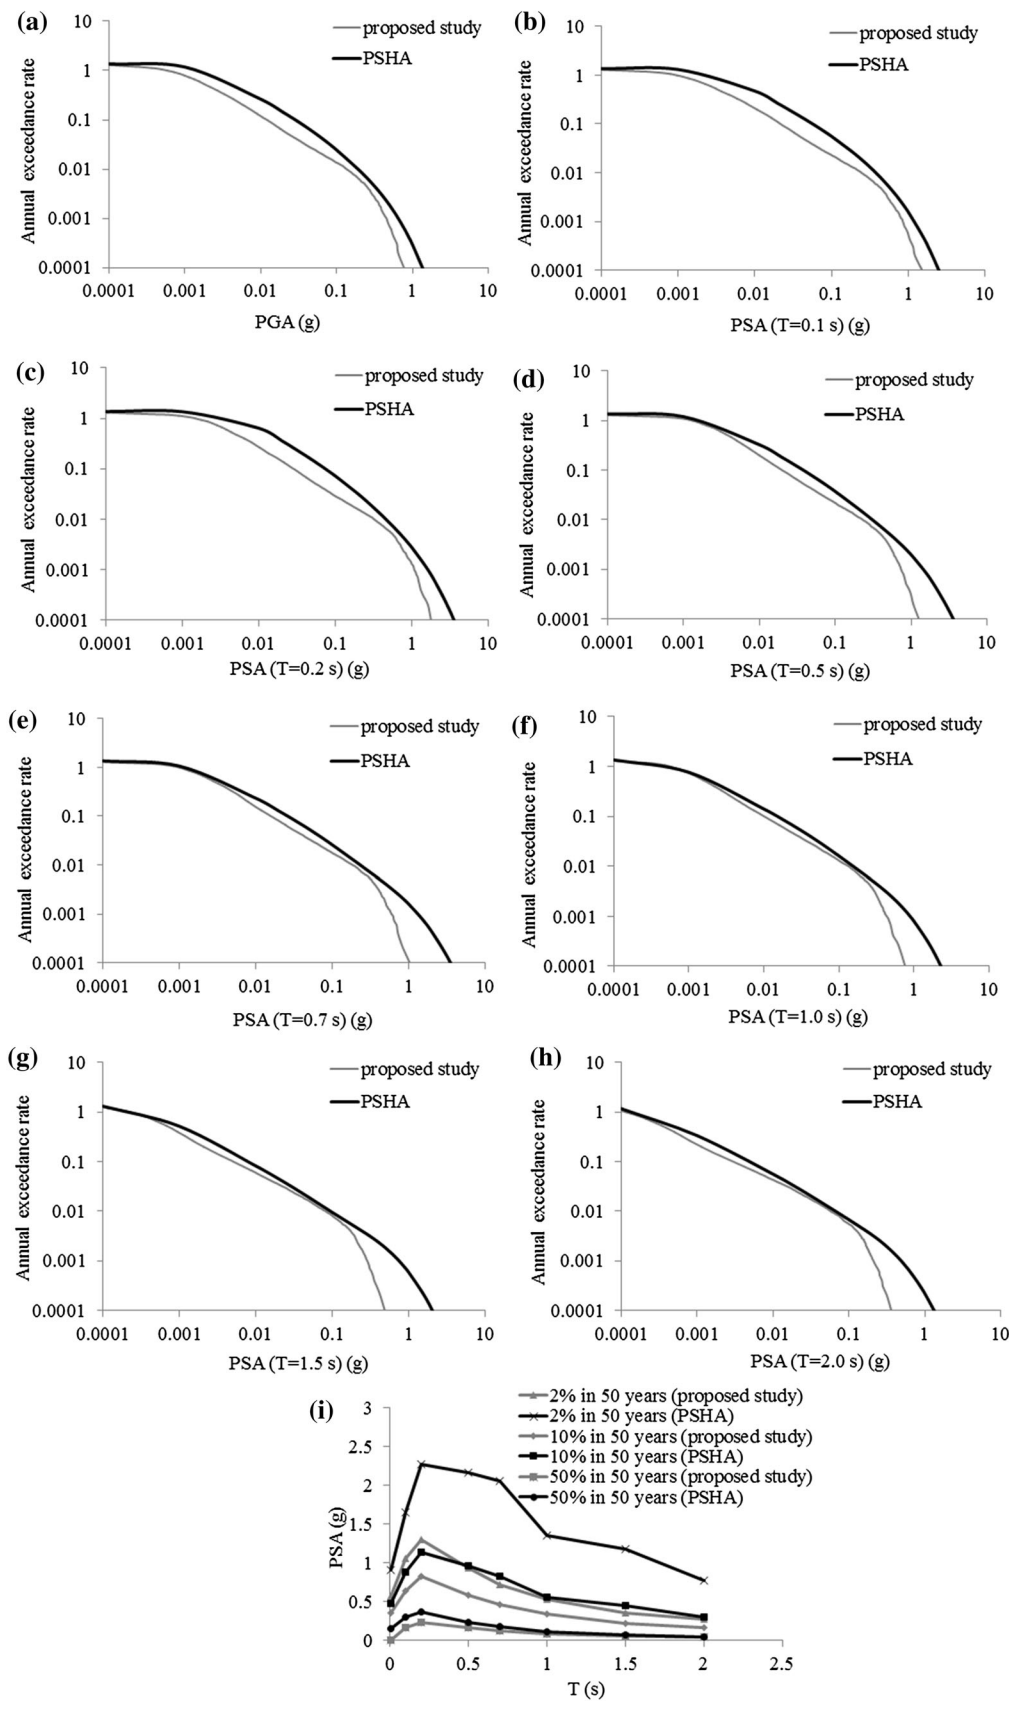 (a)
10
1
0.1
0.01
0.001
0.0001
Annual exceedance rate
0.0001 0.001 0.01 0.1 1 10
PGA (g)
proposed study
PSHA
(b)
10
1
0.1
0.01
0.001
0.0001
Annual exceedance rate
0.0001 0.001 0.01 0.1 1 10
PSA (T=0.1 s) (g)
proposed study
PSHA
(c)
10
1
0.1
0.01
0.001
0.0001
Annual exceedance rate
0.0001 0.001 0.01 0.1 1 10
PSA (T=0.2 s) (g)
proposed study
PSHA
(d)
10
1
0.1
0.01
0.001
0.0001
Annual exceedance rate
0.0001 0.001 0.01 0.1 1 10
PSA (T=0.5 s) (g)
proposed study
PSHA
(e)
10
1
0.1
0.01
0.001
0.0001
Annual exceedance rate
0.0001 0.001 0.01 0.1 1 10
PSA (T=0.7 s) (g)
proposed study
PSHA
(f)
10
1
0.1
0.01
0.001
0.0001
Annual exceedance rate
0.0001 0.001 0.01 0.1 1 10
PSA (T=1.0 s) (g)
proposed study
PSHA
(g)
10
1
0.1
0.01
0.001
0.0001
Annual exceedance rate
0.0001 0.001 0.01 0.1 1 10
PSA (T=1.5 s) (g)
proposed study
PSHA
(h)
10
1
0.1
0.01
0.001
0.0001
Annual exceedance rate
0.0001 0.001 0.01 0.1 1 10
PSA (T=2.0 s) (g)
proposed study
PSHA
(i)
3
2.5
2
1.5
1
0.5
0
PSA (g)
0 0.5 1 1.5 2 2.5
T (s)
2% in 50 years (proposed study)
2% in 50 years (PSHA)
10% in 50 years (proposed study)
10% in 50 years (PSHA)
50% in 50 years (proposed study)
50% in 50 years (PSHA)